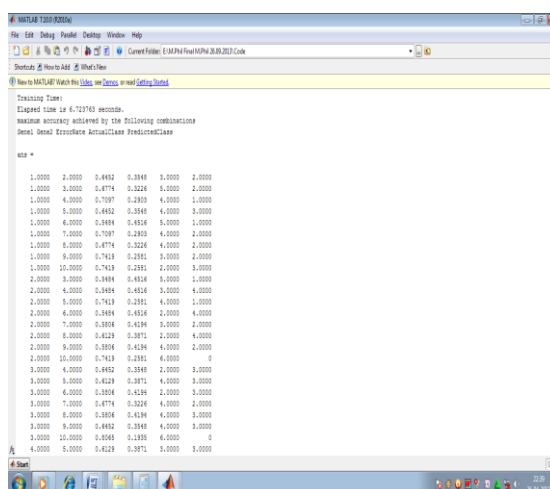 MATLAB 7.10.0 (R2010a)
File Edit Debug Parallel Desktop Window Help
Current Folder: E:\M.Phil Final\M.Phil 28.09.2013\Code
Shortcuts How to Add What's New
New to MATLAB? Watch this Video, see Demos, or read Getting Started.
Training Time:
Elapsed time is 6.723763 seconds.
maximum accuracy achieved by the following combinations
Gene1 Gene2 ErrorRate ActualClass PredictedClass
ans =
1.0000 2.0000 0.6452 0.3548 3.0000 2.0000
1.0000 3.0000 0.6774 0.3226 5.0000 2.0000
1.0000 4.0000 0.7097 0.2903 4.0000 1.0000
1.0000 5.0000 0.6452 0.3548 4.0000 3.0000
1.0000 6.0000 0.5484 0.4516 5.0000 1.0000
1.0000 7.0000 0.7097 0.2903 4.0000 2.0000
1.0000 8.0000 0.6774 0.3226 4.0000 2.0000
1.0000 9.0000 0.7419 0.2581 3.0000 2.0000
1.0000 10.0000 0.7419 0.2581 2.0000 3.0000
2.0000 3.0000 0.5484 0.4516 5.0000 1.0000
2.0000 4.0000 0.5484 0.4516 3.0000 4.0000
2.0000 5.0000 0.7419 0.2581 4.0000 1.0000
2.0000 6.0000 0.5484 0.4516 2.0000 4.0000
2.0000 7.0000 0.5806 0.4194 3.0000 2.0000
2.0000 8.0000 0.6129 0.3871 2.0000 4.0000
2.0000 9.0000 0.5806 0.4194 4.0000 2.0000
2.0000 10.0000 0.7419 0.2581 6.0000 0
3.0000 4.0000 0.6452 0.3548 2.0000 3.0000
3.0000 5.0000 0.6129 0.3871 4.0000 3.0000
3.0000 6.0000 0.5806 0.4194 2.0000 3.0000
3.0000 7.0000 0.6774 0.3226 4.0000 2.0000
3.0000 8.0000 0.5806 0.4194 4.0000 3.0000
3.0000 9.0000 0.6452 0.3548 4.0000 3.0000
3.0000 10.0000 0.8065 0.1935 6.0000 0
4.0000 5.0000 0.6129 0.3871 3.0000 3.0000
Start
22:39